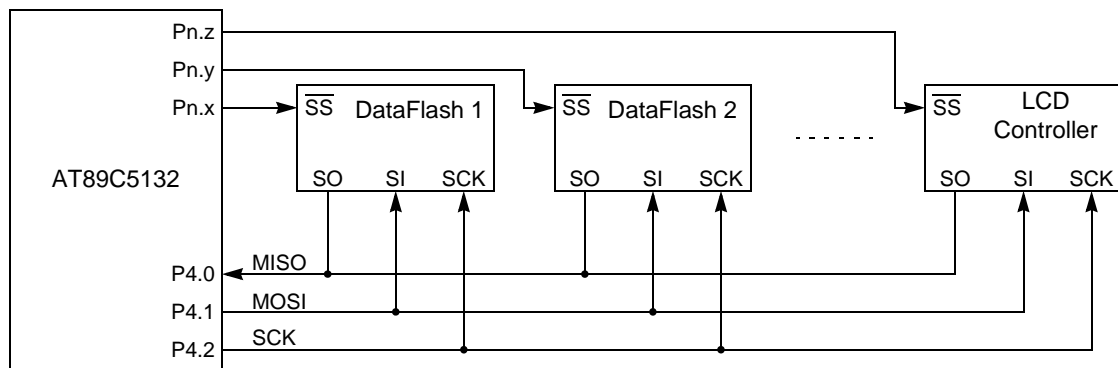 Pn.z
Pn.y
Pn.x
SS DataFlash 1
SS DataFlash 2
SS LCD
Controller
AT89C5132
SO SI SCK
SO SI SCK
SO SI SCK
P4.0 MISO
P4.1 MOSI
P4.2 SCK